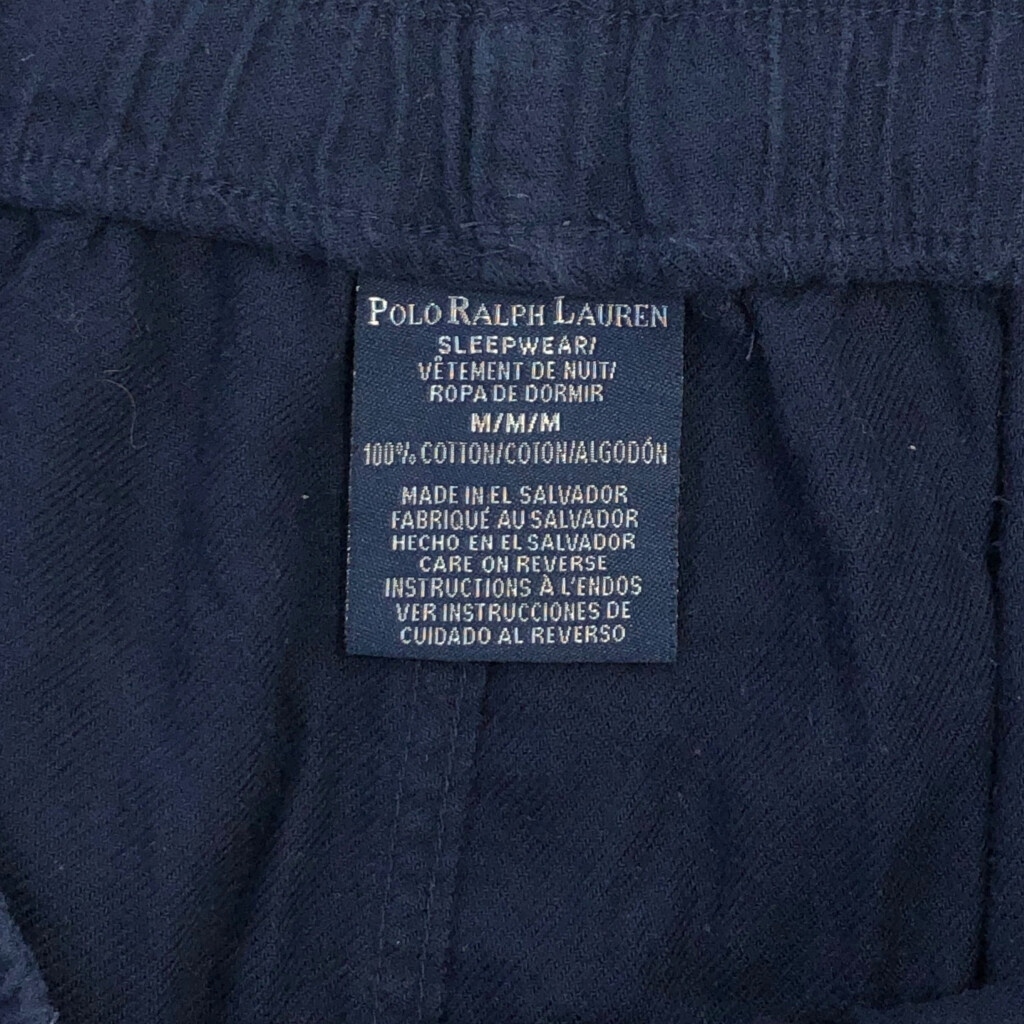 POLO RALPH LAUREN
SLEEPWEAR/
VÊTEMENT DE NUIT/
ROPA DE DORMIR
M/M/M
100% COTTON/COTON/ALGODÓN
MADE IN EL SALVADOR
FABRIQUÉ AU SALVADOR
HECHO EN EL SALVADOR
CARE ON REVERSE
INSTRUCTIONS À L'ENDOS
VER INSTRUCCIONES DE
CUIDADO AL REVERSO